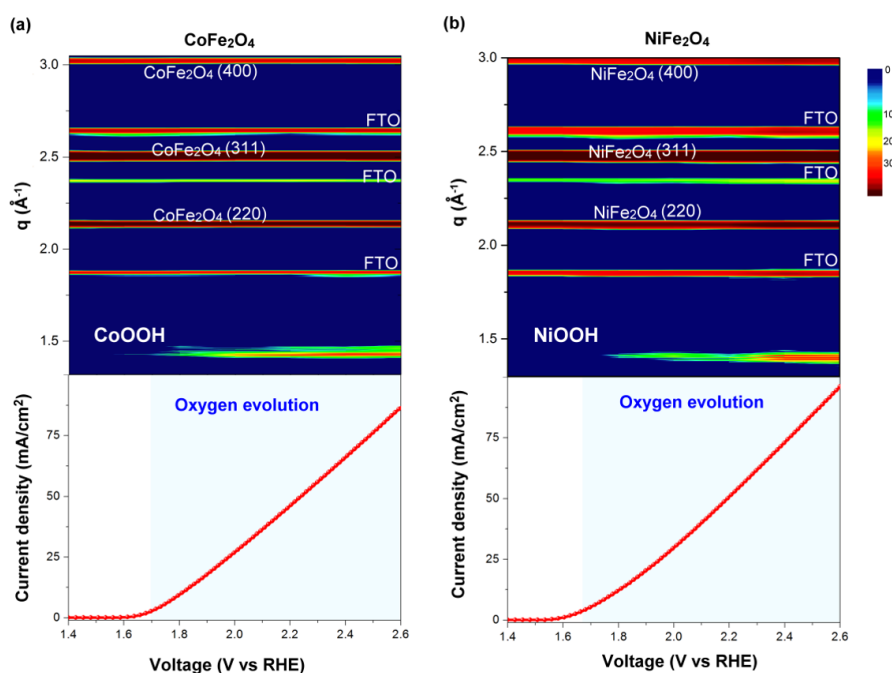 (a)
CoFe₂O₄
3.0
CoFe₂O₄ (400)
FTO
2.5
CoFe₂O₄ (311)
FTO
q (Å⁻¹)
CoFe₂O₄ (220)
2.0
FTO
1.5
CoOOH
Oxygen evolution
75
50
25
0
Current density (mA/cm²)
1.4 1.6 1.8 2.0 2.2 2.4 2.6
Voltage (V vs RHE)
(b)
NiFe₂O₄
3.0
NiFe₂O₄ (400)
FTO
2.5
NiFe₂O₄ (311)
FTO
q (Å⁻¹)
NiFe₂O₄ (220)
2.0
FTO
1.5
NiOOH
Oxygen evolution
75
50
25
0
Current density (mA/cm²)
1.4 1.6 1.8 2.0 2.2 2.4 2.6
Voltage (V vs RHE)
0
10
20
30